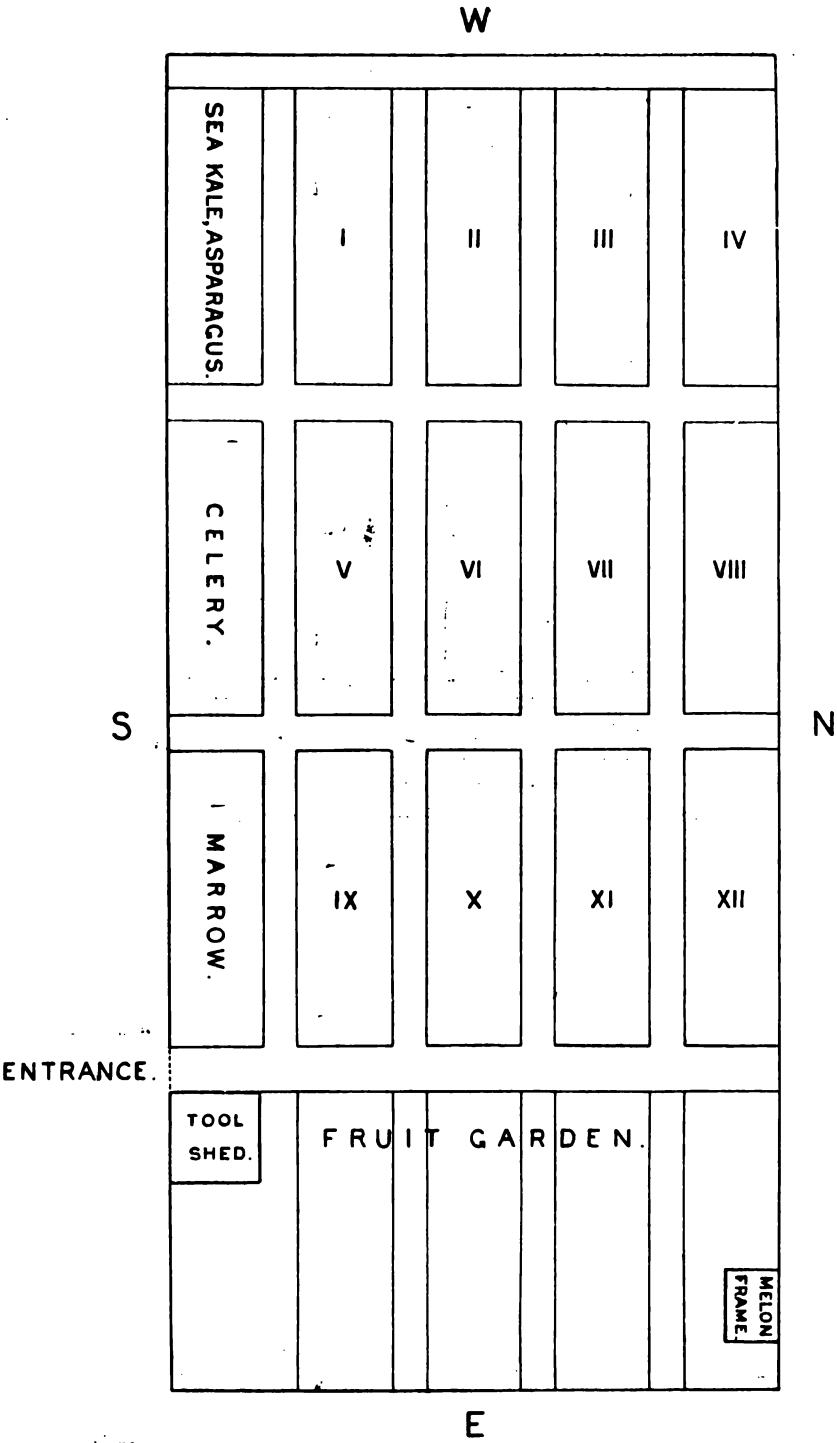 W
SEA KALE, ASPARAGUS.
I
II
III
IV
CELERY.
V
VI
VII
VIII
S
N
MARROW.
IX
X
XI
XII
ENTRANCE.
TOOL
SHED.
FRUIT GARDEN.
MELON
FRAME.
E